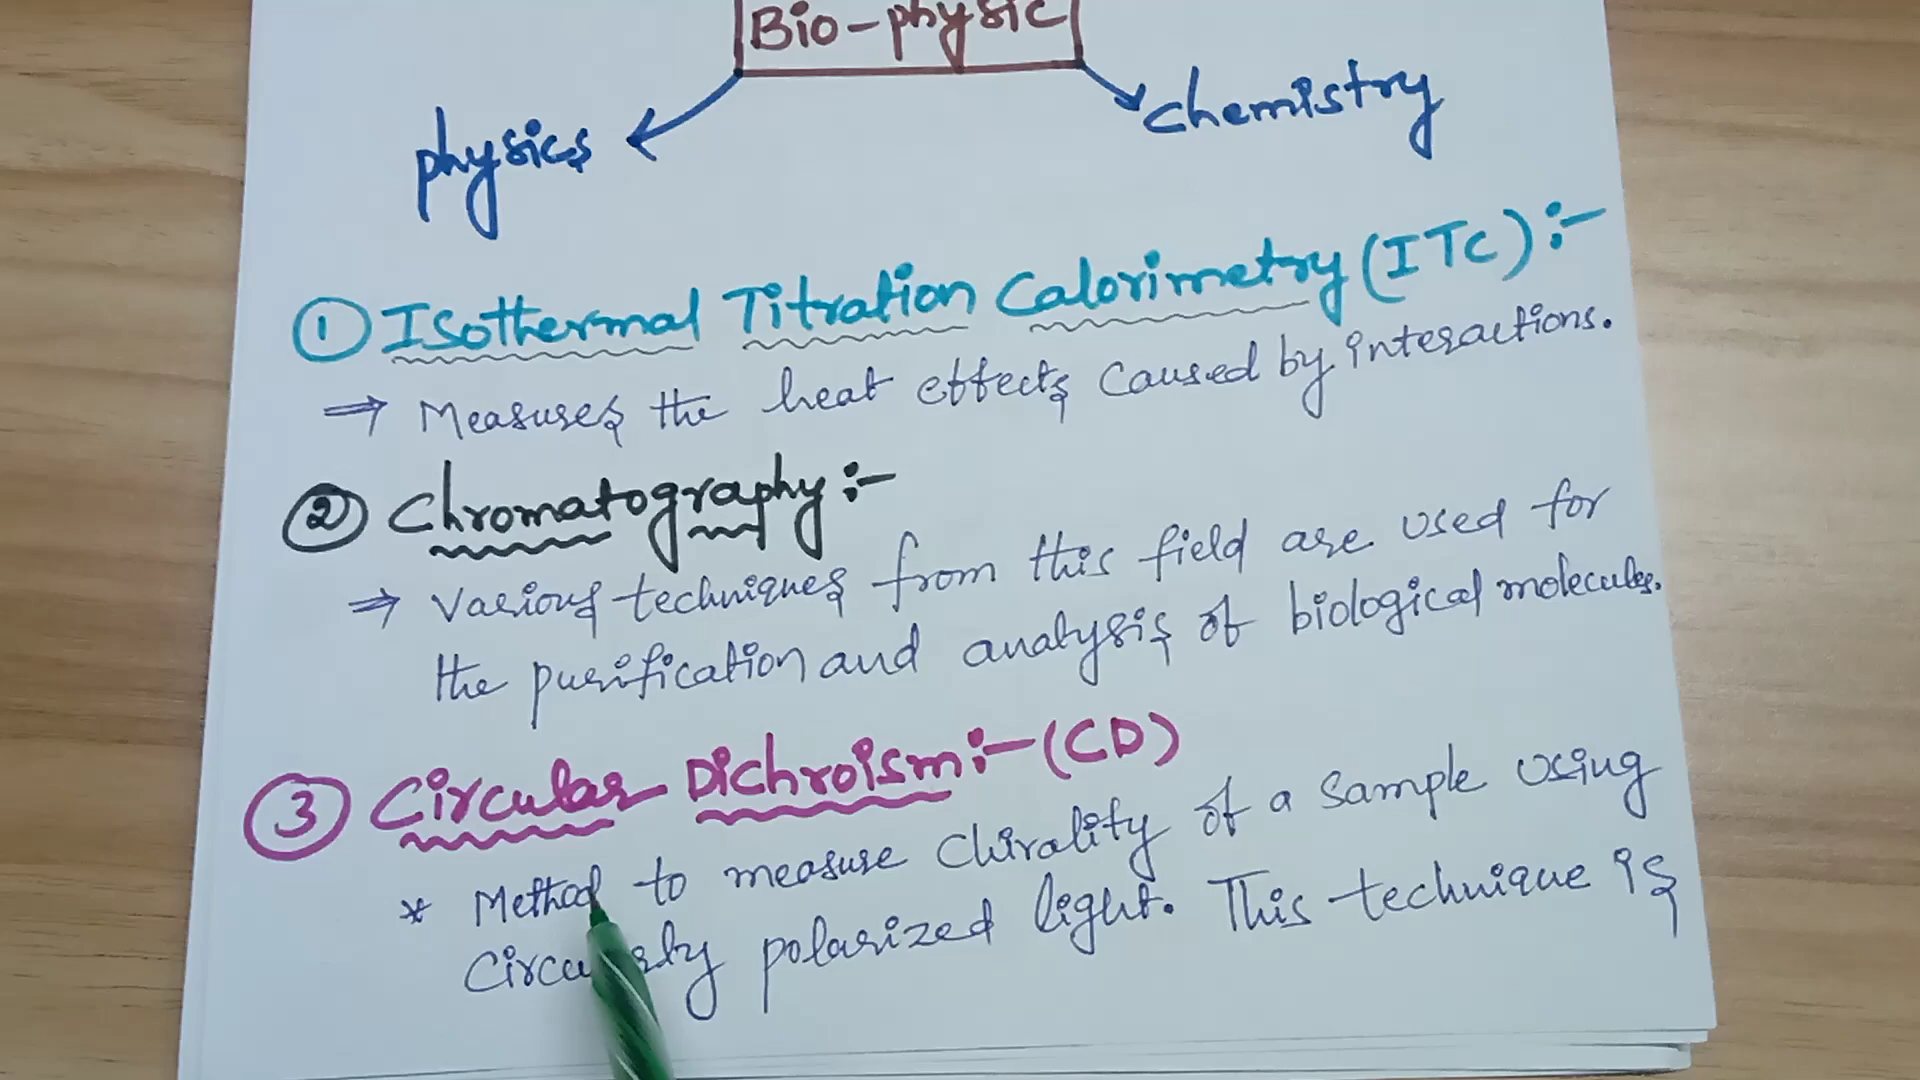 Bio-physic
physics
chemistry
① Isothermal Titration Calorimetry (ITC) :-
⇒ Measures the heat effects caused by interactions.
② Chromatography :-
⇒ Various techniques from this field are used for
the purification and analysis of biological molecules.
③ Circular Dichroism :- (CD)
* Method to measure Chirality of a sample using
Circularly polarized light. This technique is